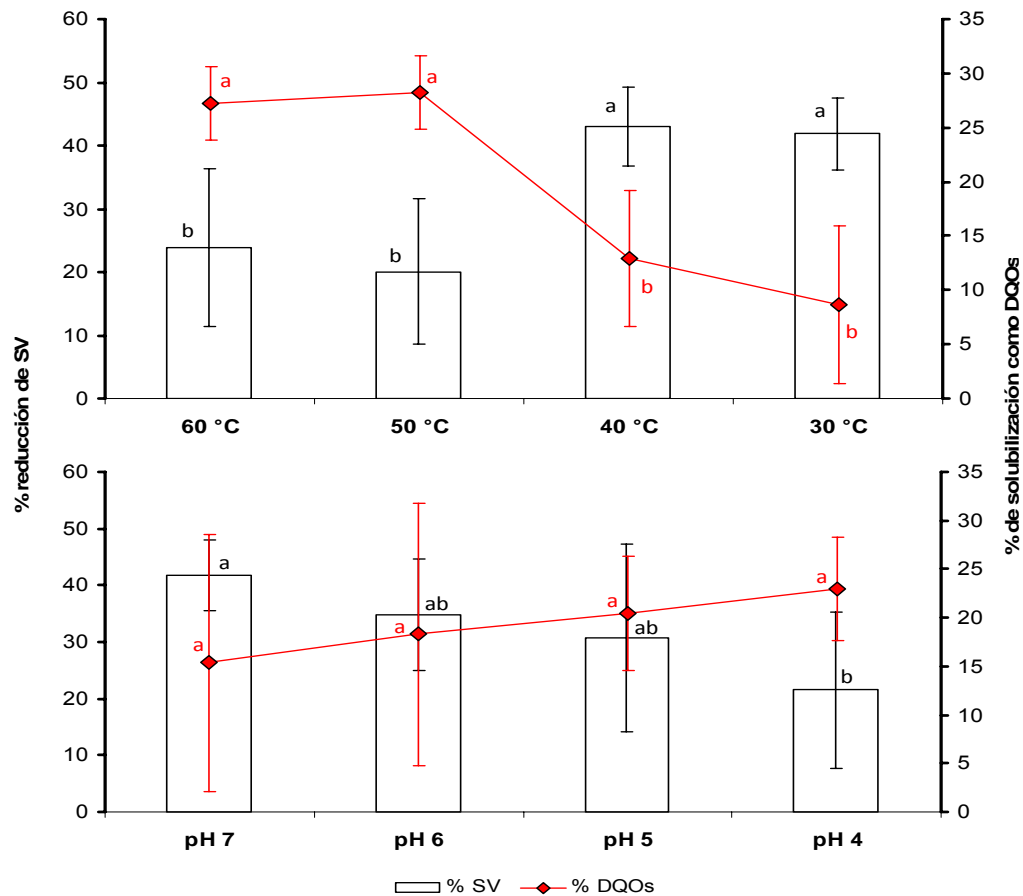 % reducción de SV
% de solubilización como DQOs
60
50
40
30
20
10
0
35
30
25
20
15
10
5
0
a
a
a
a
b
b
b
b
60 °C
50 °C
40 °C
30 °C
60
50
40
30
20
10
0
35
30
25
20
15
10
5
0
a
ab
ab
b
a
a
a
a
pH 7
pH 6
pH 5
pH 4
% SV
% DQOs